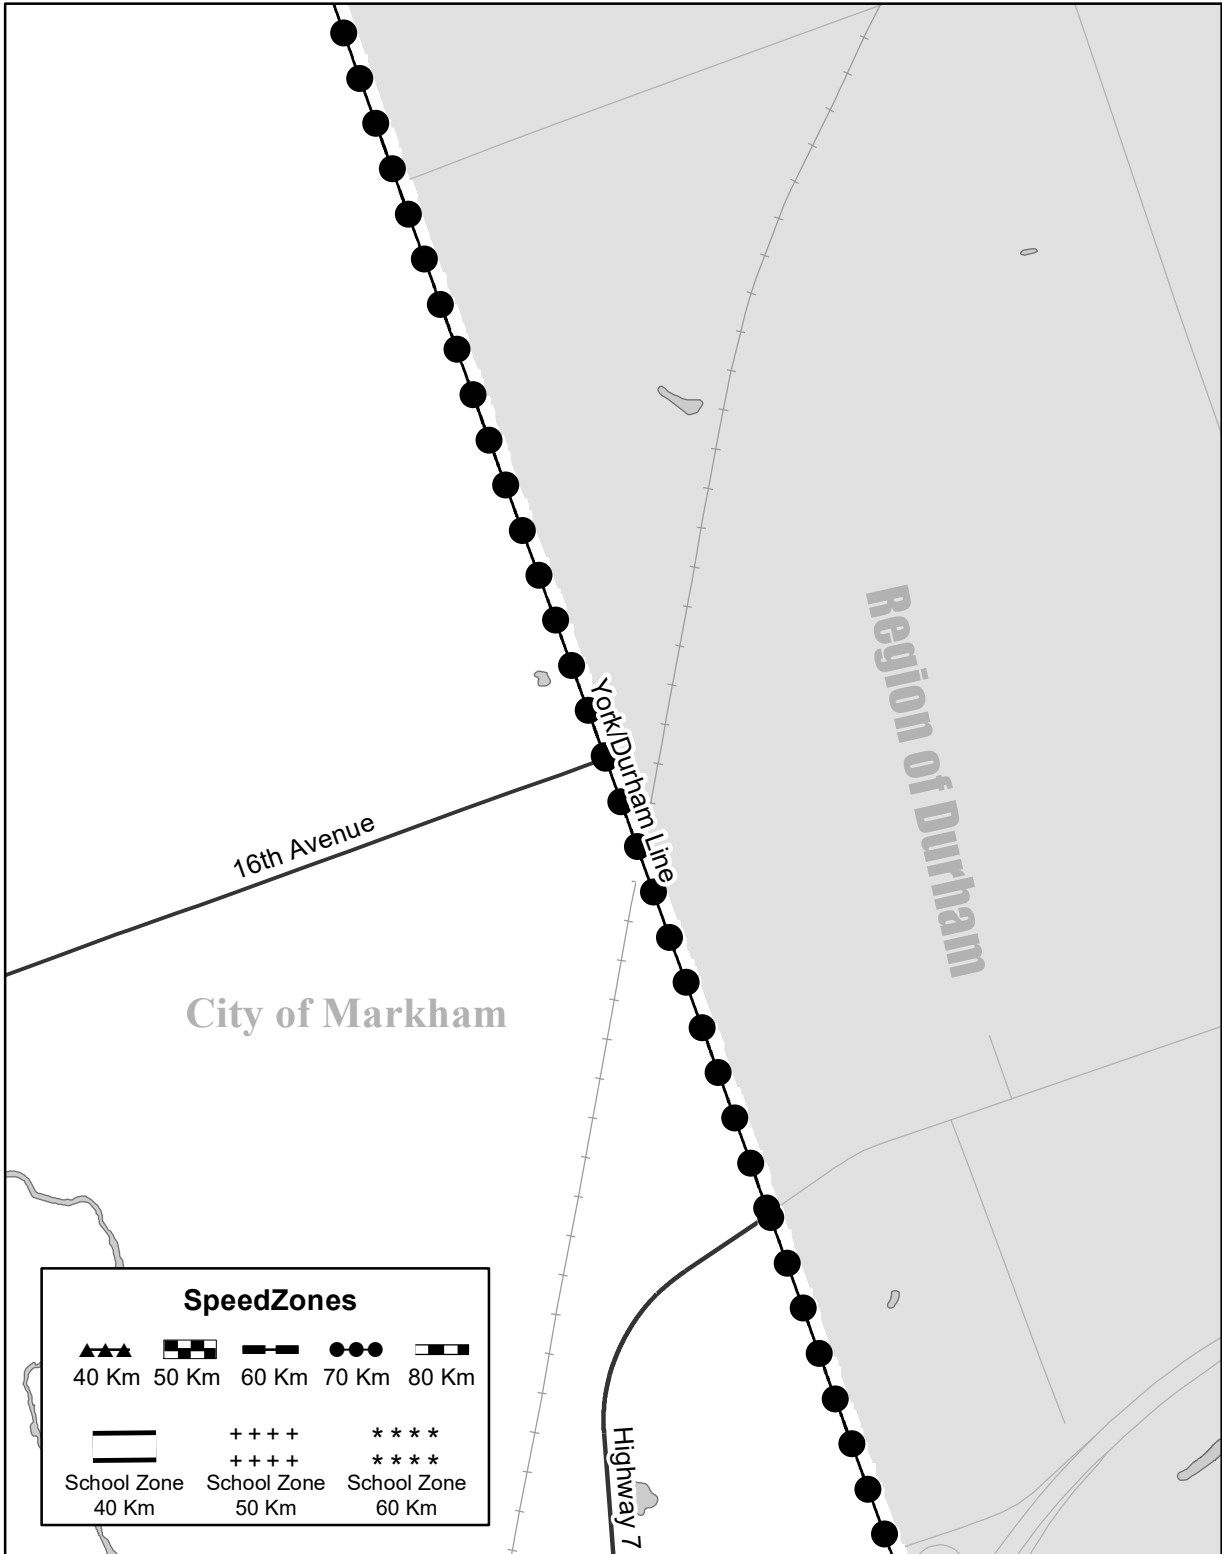 Region of Durham
York/Durham Line
16th Avenue
City of Markham
Highway 7
SpeedZones
40 Km 50 Km 60 Km 70 Km 80 Km
School Zone School Zone School Zone
40 Km 50 Km 60 Km